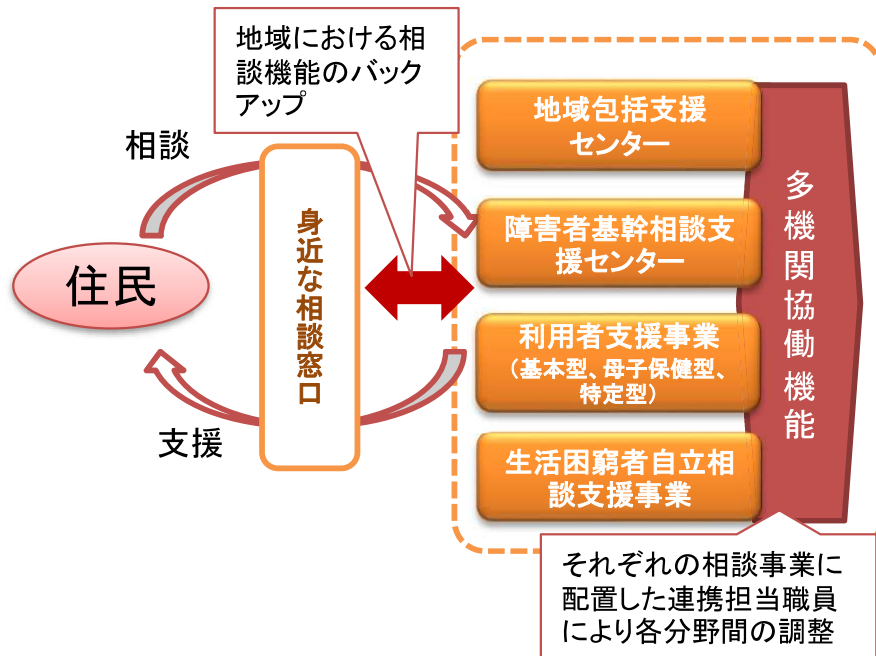 地域における相
談機能のバック
アップ
相談
住民
支援
身近な相談窓口
地域包括支援
センター
障害者基幹相談支
援センター
利用者支援事業
（基本型、母子保健型、
特定型）
生活困窮者自立相
談支援事業
多機関協働機能
それぞれの相談事業に
配置した連携担当職員
により各分野間の調整